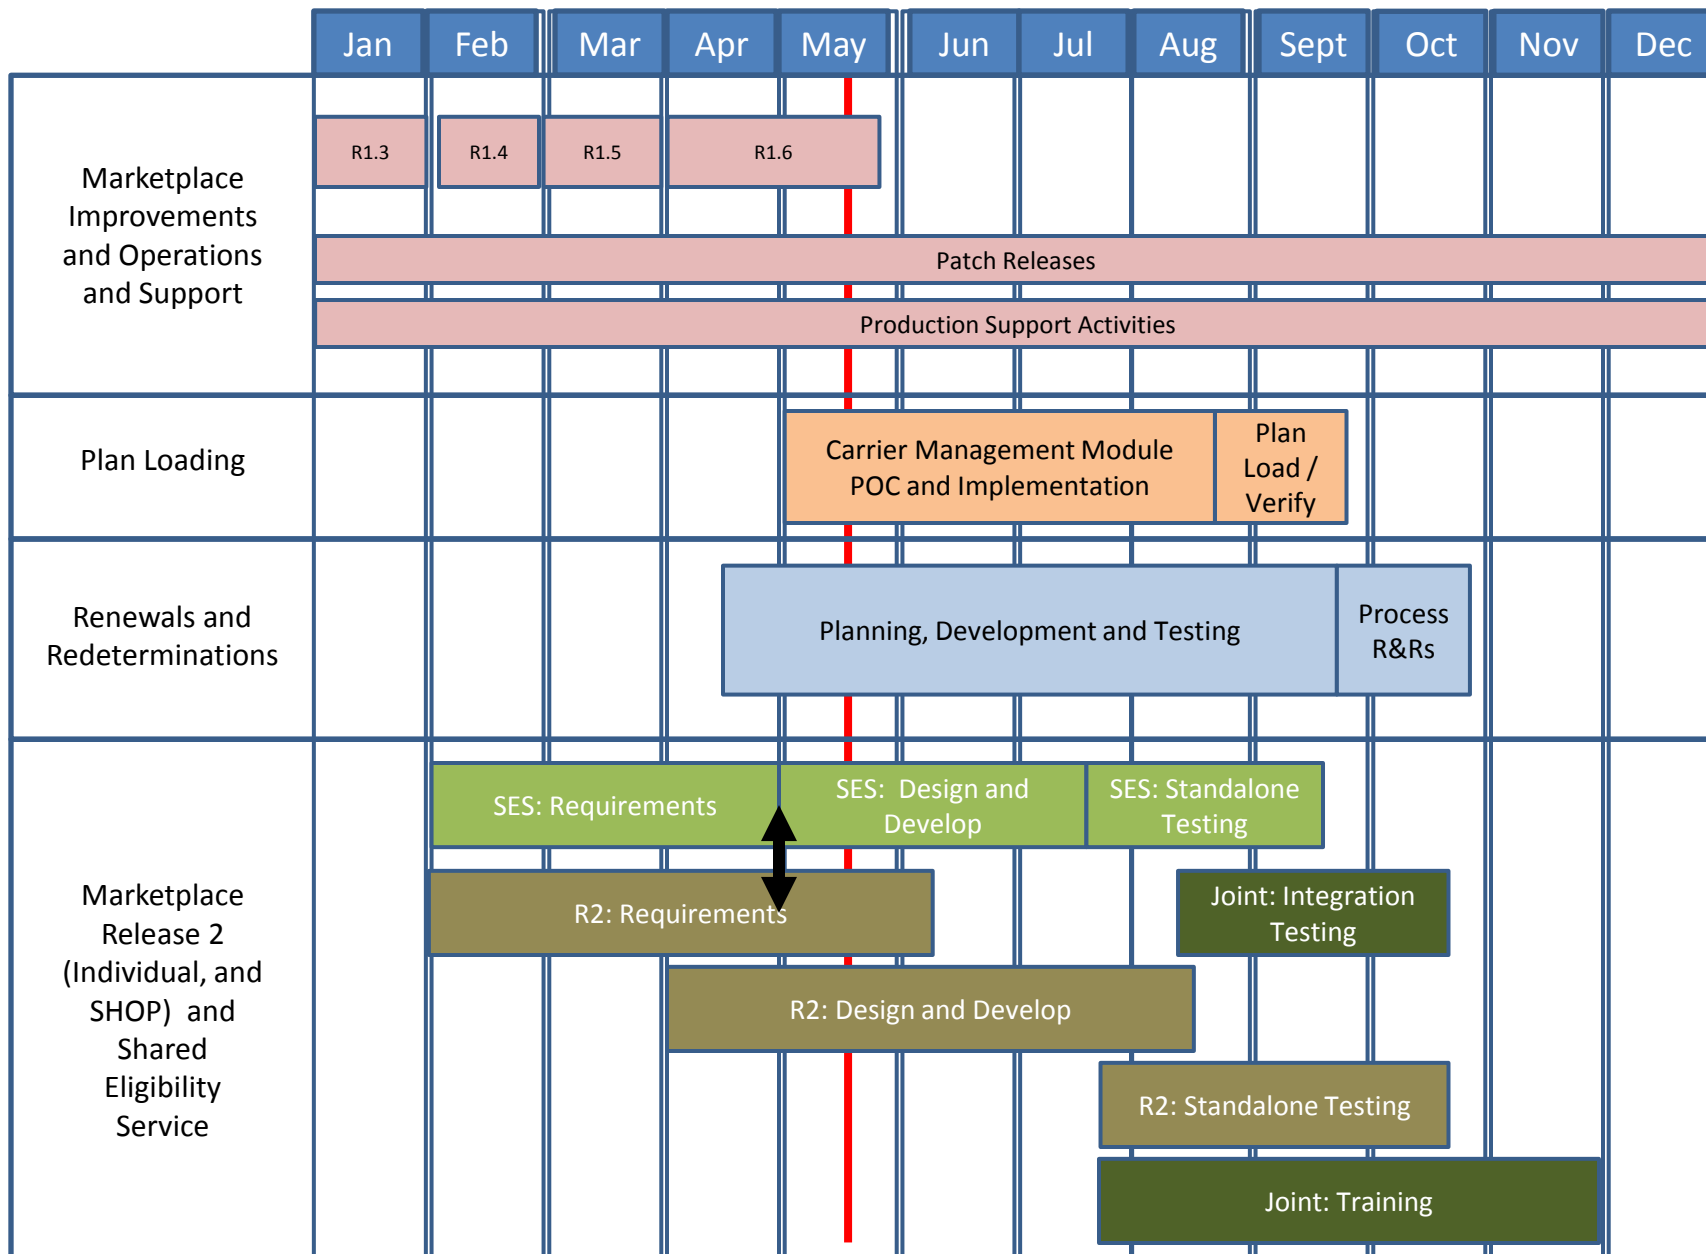 Jan Feb Mar Apr May Jun Jul Aug Sept Oct Nov Dec
Marketplace
Improvements
and Operations
and Support
R1.3 R1.4 R1.5 R1.6
Patch Releases
Production Support Activities
Plan Loading
Carrier Management Module
POC and Implementation
Plan
Load /
Verify
Renewals and
Redeterminations
Planning, Development and Testing
Process
R&Rs
Marketplace
Release 2
(Individual, and
SHOP)  and
Shared
Eligibility
Service
SES: Requirements
SES:  Design and
Develop
SES: Standalone
Testing
R2: Requirements
Joint: Integration
Testing
R2: Design and Develop
R2: Standalone Testing
Joint: Training